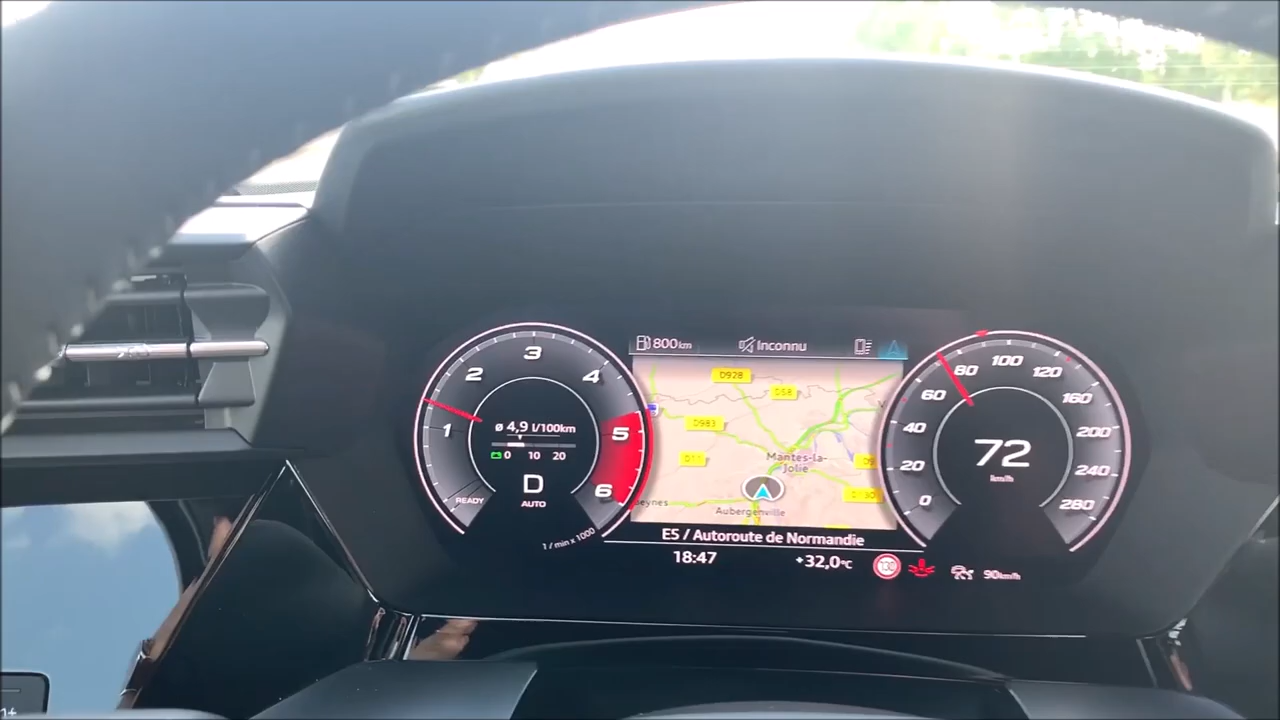 800km
Inconnu
3
2
4
1
5
6
READY
ø 4,9 l/100km
0 10 20
D
AUTO
1 / min x 1000
D928
D58
D983
D11
Mantes-la-
Jolie
Aubergenville
E5 / Autoroute de Normandie
18:47
+32,0°C
130
90km/h
0
20
40
60
80
100
120
160
200
240
280
72
km/h